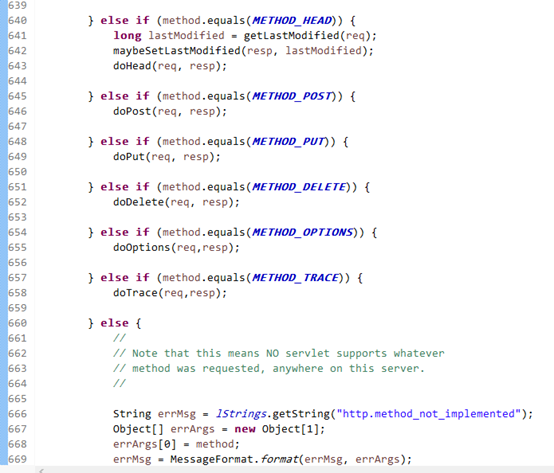 639
640 } else if (method.equals(METHOD_HEAD)) {
641 long lastModified = getLastModified(req);
642 maybeSetLastModified(resp, lastModified);
643 doHead(req, resp);
644
645 } else if (method.equals(METHOD_POST)) {
646 doPost(req, resp);
647
648 } else if (method.equals(METHOD_PUT)) {
649 doPut(req, resp);
650
651 } else if (method.equals(METHOD_DELETE)) {
652 doDelete(req, resp);
653
654 } else if (method.equals(METHOD_OPTIONS)) {
655 doOptions(req,resp);
656
657 } else if (method.equals(METHOD_TRACE)) {
658 doTrace(req,resp);
659
660 } else {
661 //
662 // Note that this means NO servlet supports whatever
663 // method was requested, anywhere on this server.
664 //
665
666 String errMsg = lStrings.getString("http.method_not_implemented");
667 Object[] errArgs = new Object[1];
668 errArgs[0] = method;
669 errMsg = MessageFormat.format(errMsg, errArgs);